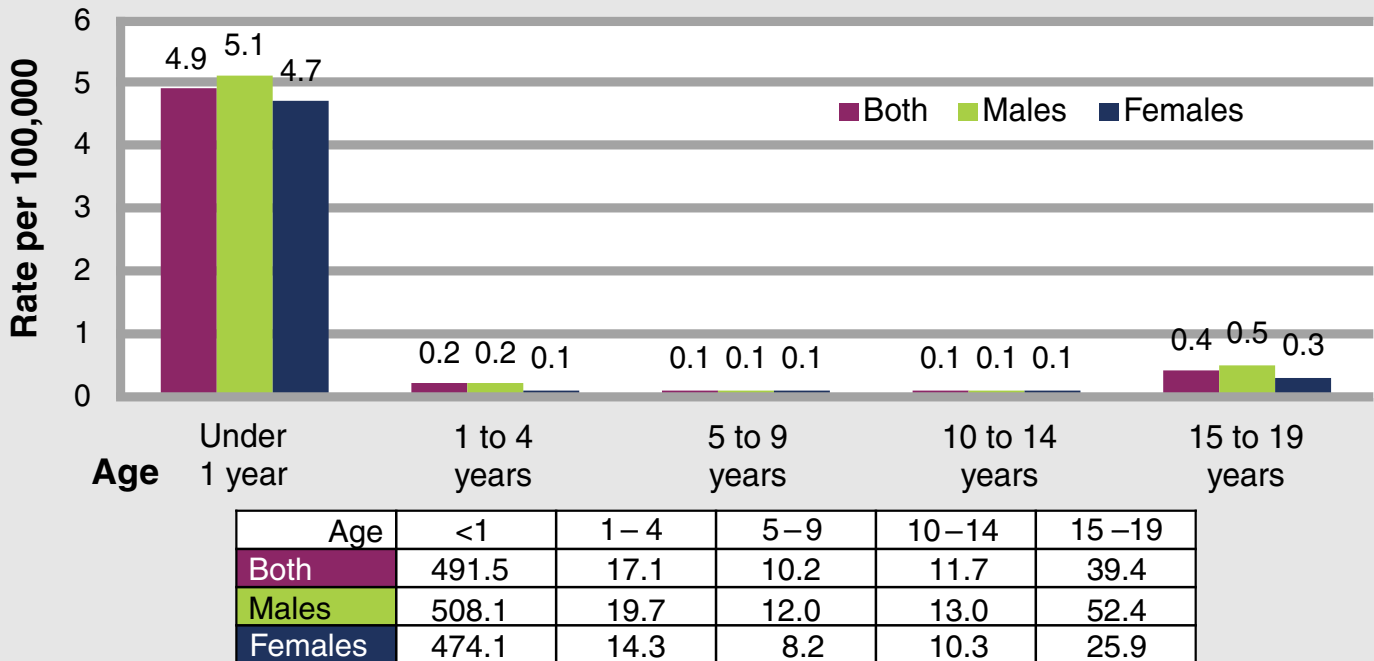 6
4.9 5.1 4.7
5
Both Males Females
4
3
2
1
0.2 0.2 0.1 0.1 0.1 0.1 0.1 0.1 0.1 0.4 0.5 0.3
0
Rate per 100,000
Under 1 to 4 5 to 9 10 to 14 15 to 19
Age 1 year years years years years
Age <1 1–4 5–9 10–14 15–19
Both 491.5 17.1 10.2 11.7 39.4
Males 508.1 19.7 12.0 13.0 52.4
Females 474.1 14.3 8.2 10.3 25.9